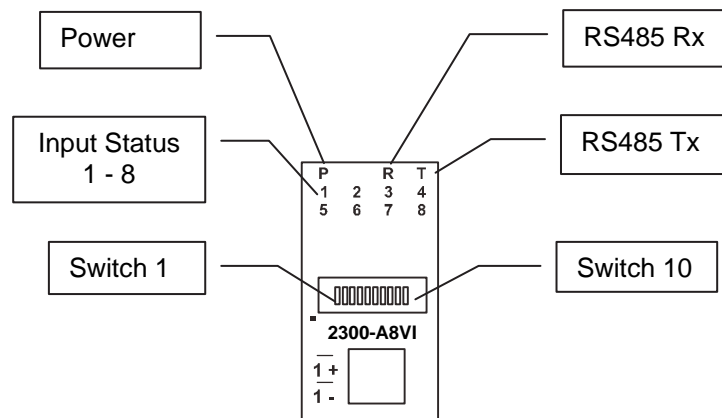 Power
RS485 Rx
Input Status
1 - 8
RS485 Tx
P R T
1 2 3 4
5 6 7 8
Switch 1
Switch 10
2300-A8VI
1 +
1 -